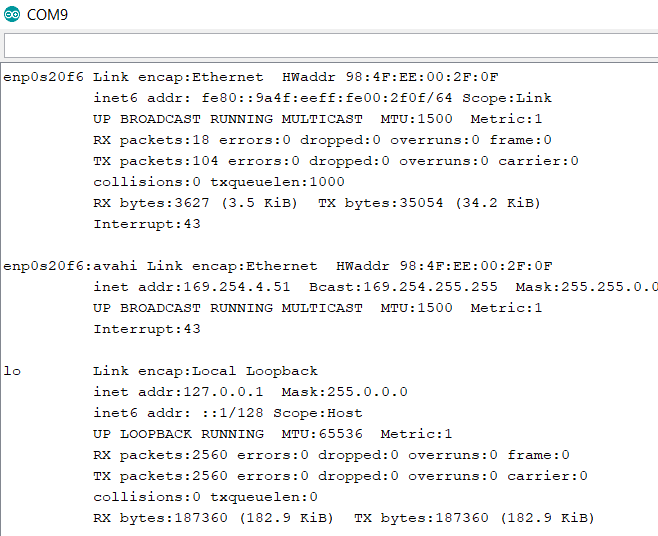 COM9
enp0s20f6 Link encap:Ethernet  HWaddr 98:4F:EE:00:2F:0F
          inet6 addr: fe80::9a4f:eeff:fe00:2f0f/64 Scope:Link
          UP BROADCAST RUNNING MULTICAST  MTU:1500  Metric:1
          RX packets:18 errors:0 dropped:0 overruns:0 frame:0
          TX packets:104 errors:0 dropped:0 overruns:0 carrier:0
          collisions:0 txqueuelen:1000
          RX bytes:3627 (3.5 KiB)  TX bytes:35054 (34.2 KiB)
          Interrupt:43

enp0s20f6:avahi Link encap:Ethernet  HWaddr 98:4F:EE:00:2F:0F
          inet addr:169.254.4.51  Bcast:169.254.255.255  Mask:255.255.0.0
          UP BROADCAST RUNNING MULTICAST  MTU:1500  Metric:1
          Interrupt:43

lo        Link encap:Local Loopback
          inet addr:127.0.0.1  Mask:255.0.0.0
          inet6 addr: ::1/128 Scope:Host
          UP LOOPBACK RUNNING  MTU:65536  Metric:1
          RX packets:2560 errors:0 dropped:0 overruns:0 frame:0
          TX packets:2560 errors:0 dropped:0 overruns:0 carrier:0
          collisions:0 txqueuelen:0
          RX bytes:187360 (182.9 KiB)  TX bytes:187360 (182.9 KiB)